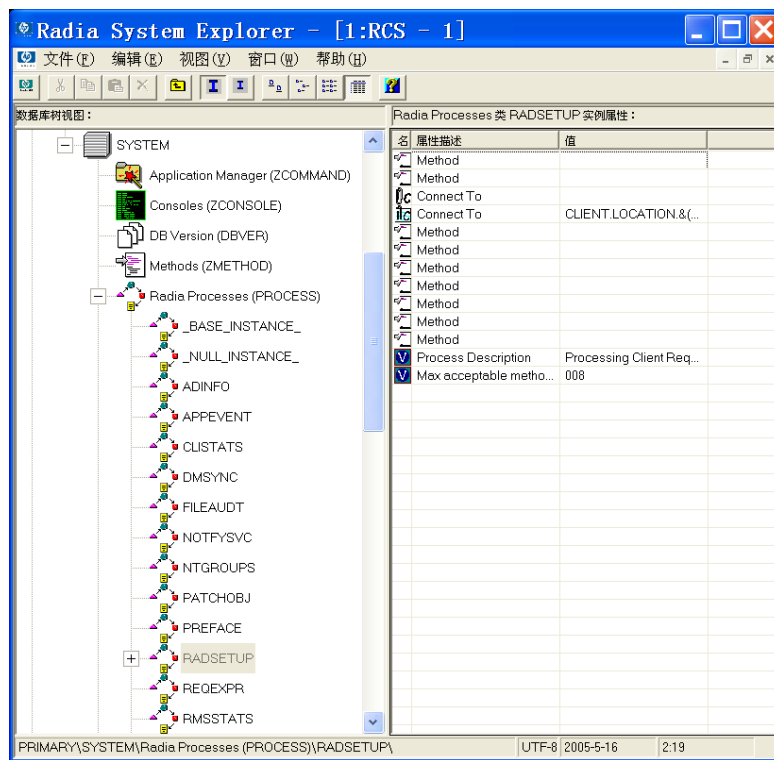 Radia System Explorer - [1:RCS - 1]
文件(F) 编辑(E) 视图(V) 窗口(W) 帮助(H)
数据库树视图:
Radia Processes 类 RADSETUP 实例属性:
SYSTEM
Application Manager (ZCOMMAND)
Consoles (ZCONSOLE)
DB Version (DBVER)
Methods (ZMETHOD)
Radia Processes (PROCESS)
_BASE_INSTANCE_
_NULL_INSTANCE_
ADINFO
APPEVENT
CLISTATS
DMSYNC
FILEAUDT
NOTFYSVC
NTGROUPS
PATCHOBJ
PREFACE
RADSETUP
REQEXPR
RMSSTATS
名 属性描述 值
Method
Method
Connect To
Connect To CLIENT.LOCATION.&(...
Method
Method
Method
Method
Method
Method
Method
Process Description Processing Client Req...
Max acceptable metho... 008
PRIMARY\SYSTEM\Radia Processes (PROCESS)\RADSETUP\ UTF-8 2005-5-16 2:19